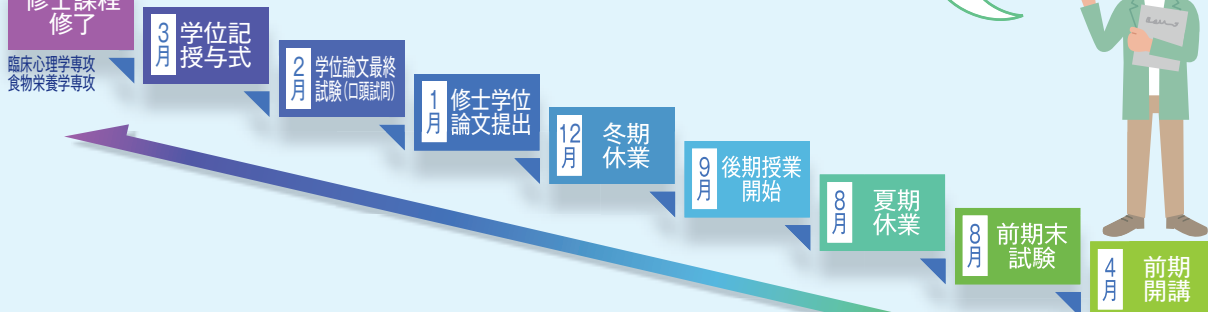 修士課程
修了
臨床心理学専攻
食物栄養学専攻
3月
学位記
授与式
2月
学位論文最終
試験(口頭試問)
1月
修士学位
論文提出
12月
冬期
休業
9月
後期授業
開始
8月
夏期
休業
8月
前期末
試験
4月
前期
開講